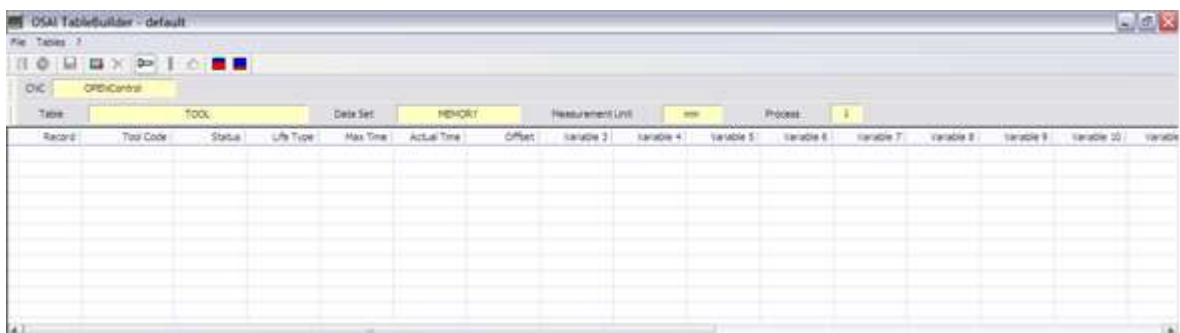 OSAI TableBuilder - default
File Tables ?
CNC OPENControl
Table TOOL Data Set MEMORY Measurement Unit mm Process 1
Record Tool Code Status Life Type Max Time Actual Time Offset Variable 3 Variable 4 Variable 5 Variable 6 Variable 7 Variable 8 Variable 9 Variable 10 Variable